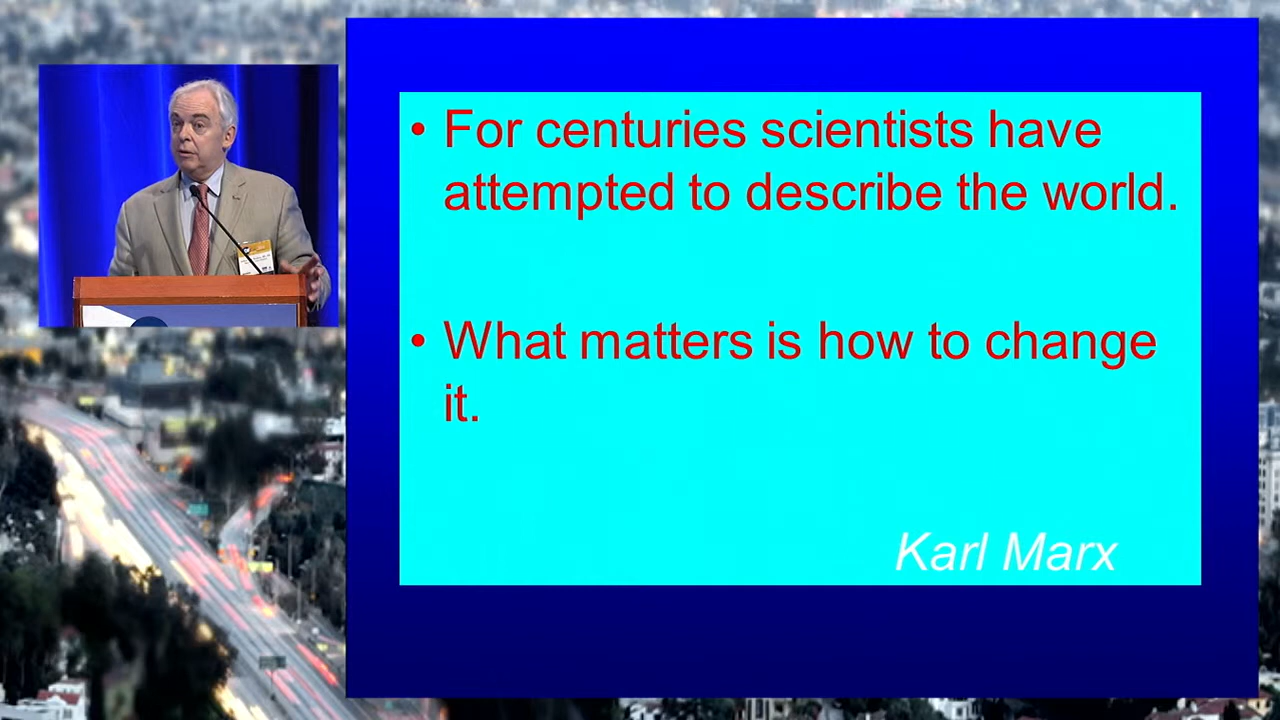 • For centuries scientists have
attempted to describe the world.
• What matters is how to change
it.
Karl Marx